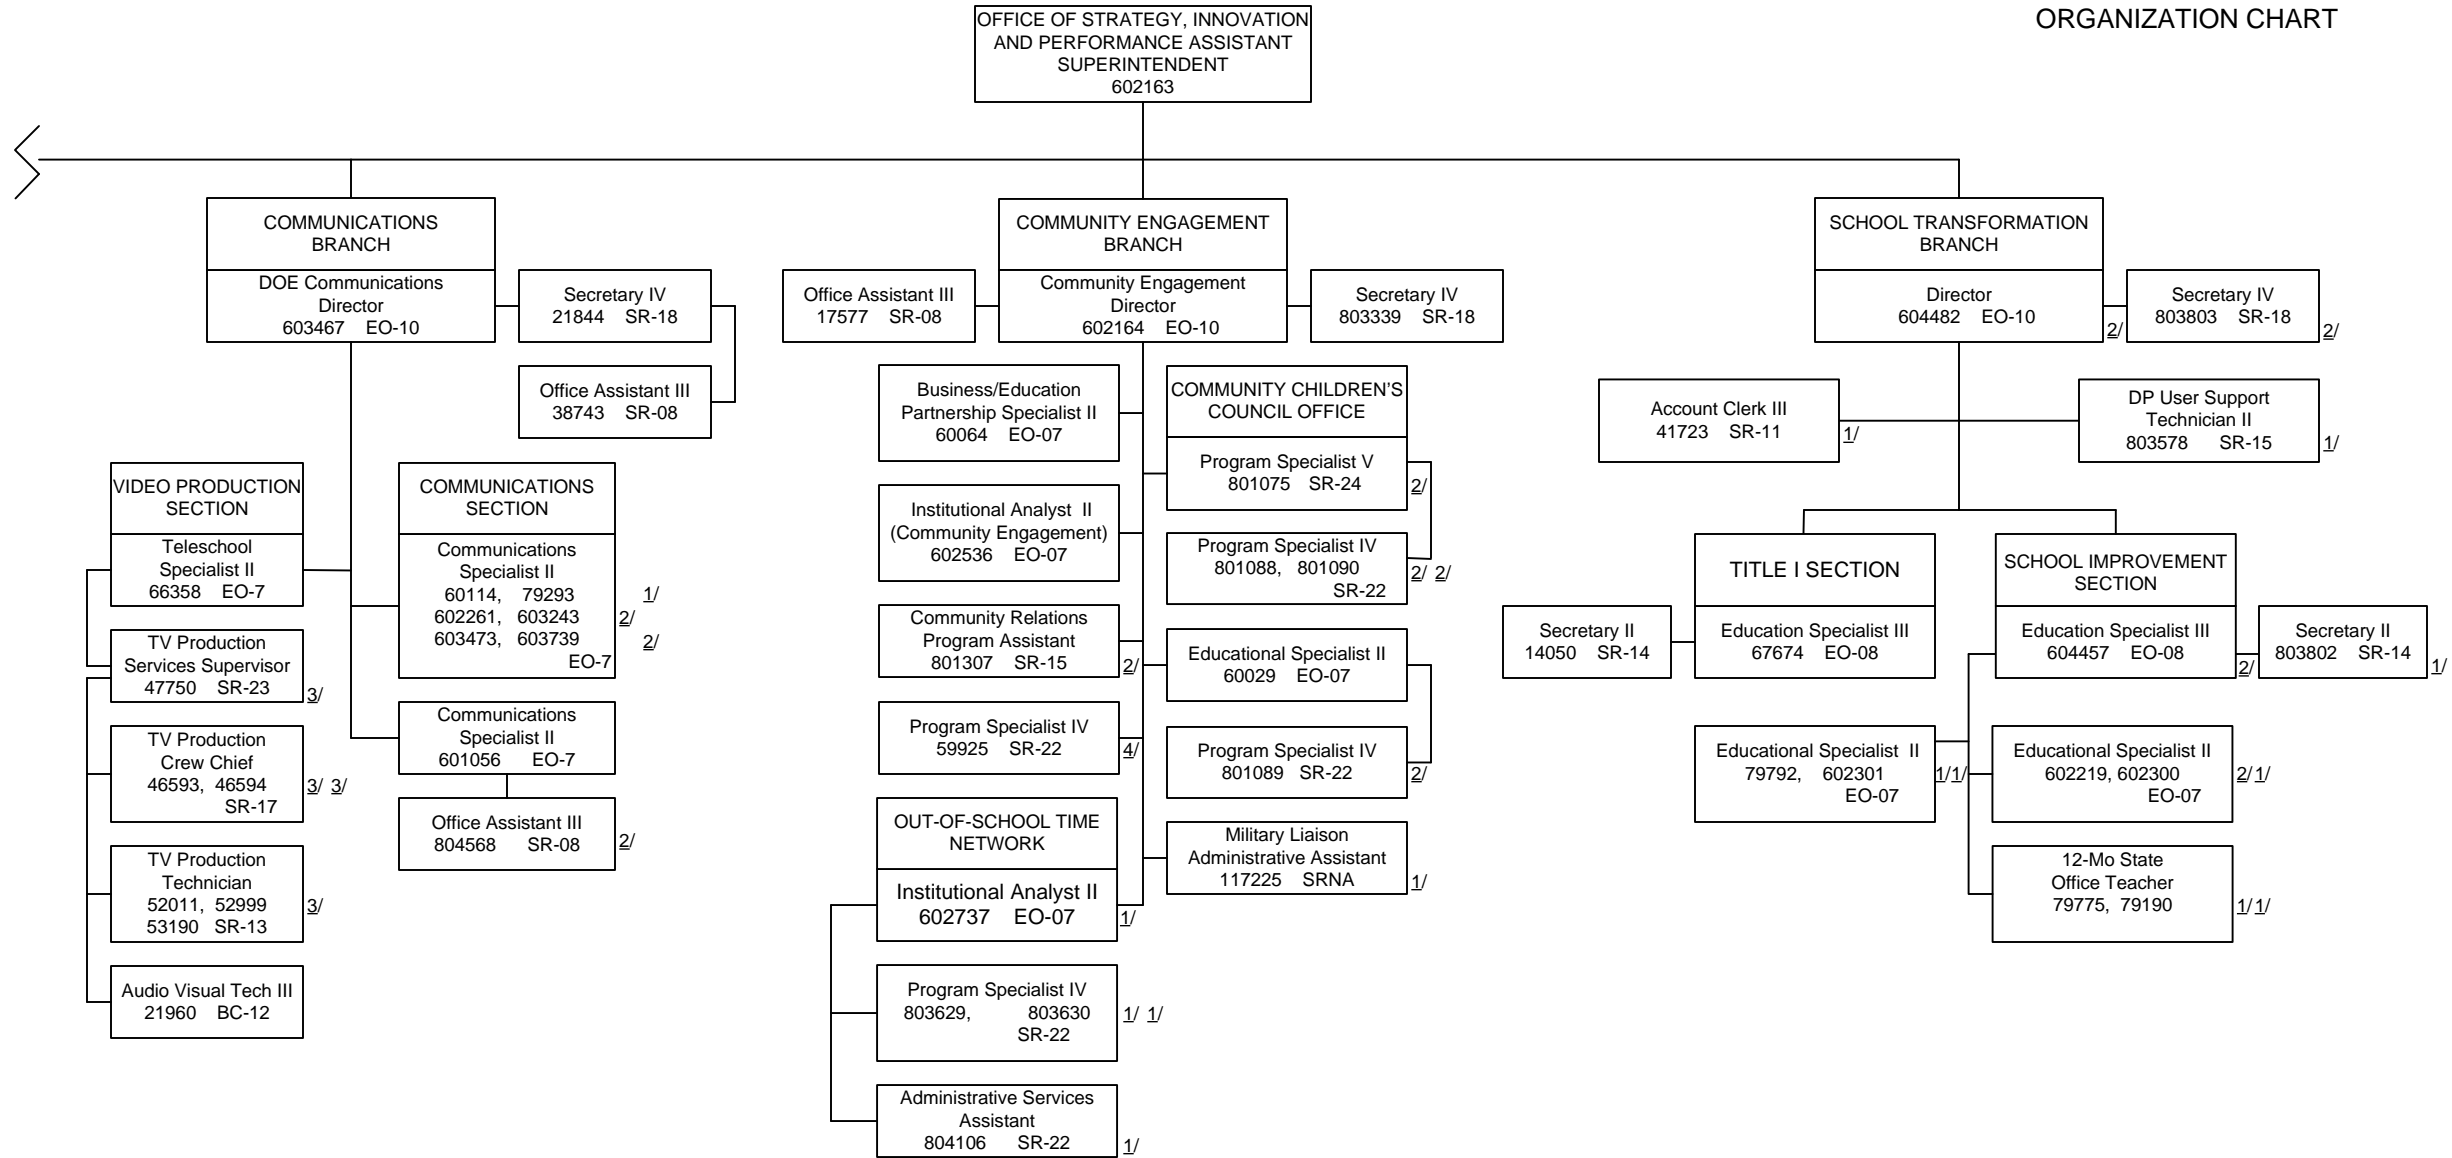 ORGANIZATION CHART
OFFICE OF STRATEGY, INNOVATION
AND PERFORMANCE ASSISTANT
SUPERINTENDENT
602163
COMMUNICATIONS
BRANCH
DOE Communications
Director
603467 EO-10
Secretary IV
21844 SR-18
Office Assistant III
38743 SR-08
VIDEO PRODUCTION
SECTION
Teleschool
Specialist II
66358 EO-7
TV Production
Services Supervisor
47750 SR-23
3/
TV Production
Crew Chief
46593, 46594
3/ 3/
SR-17
TV Production
Technician
52011, 52999
3/
53190 SR-13
Audio Visual Tech III
21960 BC-12
COMMUNICATIONS
SECTION
Communications
Specialist II
60114, 79293 1/
602261, 603243 2/
603473, 603739 2/
EO-7
Communications
Specialist II
601056 EO-7
Office Assistant III
804568 SR-08 2/
COMMUNITY ENGAGEMENT
BRANCH
Community Engagement
Director
602164 EO-10
Office Assistant III
17577 SR-08
Secretary IV
803339 SR-18
Business/Education
Partnership Specialist II
60064 EO-07
Institutional Analyst II
(Community Engagement)
602536 EO-07
Community Relations
Program Assistant
801307 SR-15 2/
Program Specialist IV
59925 SR-22 4/
OUT-OF-SCHOOL TIME
NETWORK
Institutional Analyst II
602737 EO-07 1/
Program Specialist IV
803629, 803630 1/ 1/
SR-22
Administrative Services
Assistant
804106 SR-22 1/
COMMUNITY CHILDREN'S
COUNCIL OFFICE
Program Specialist V
801075 SR-24 2/
Program Specialist IV
801088, 801090 2/ 2/
SR-22
Educational Specialist II
60029 EO-07
Program Specialist IV
801089 SR-22 2/
Military Liaison
Administrative Assistant
117225 SRNA 1/
SCHOOL TRANSFORMATION
BRANCH
Director
604482 EO-10 2/
Secretary IV
803803 SR-18 2/
Account Clerk III
41723 SR-11 1/
DP User Support
Technician II
803578 SR-15 1/
TITLE I SECTION
Education Specialist III
67674 EO-08
Secretary II
14050 SR-14
SCHOOL IMPROVEMENT
SECTION
Education Specialist III
604457 EO-08 2/
Secretary II
803802 SR-14 1/
Educational Specialist II
79792, 602301 1/1/
EO-07
Educational Specialist II
602219, 602300 2/1/
EO-07
12-Mo State
Office Teacher
79775, 79190 1/1/